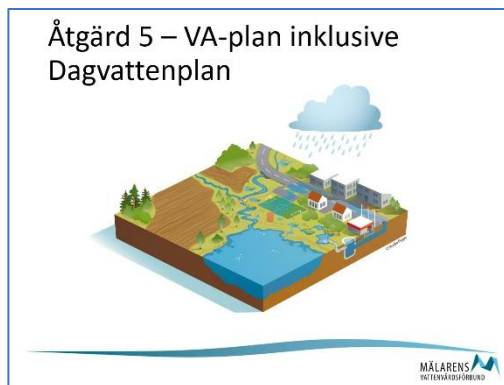 Åtgärd 5 – VA-plan inklusive
Dagvattenplan
MÄLARENS
VATTENVÅRDSFÖRBUND